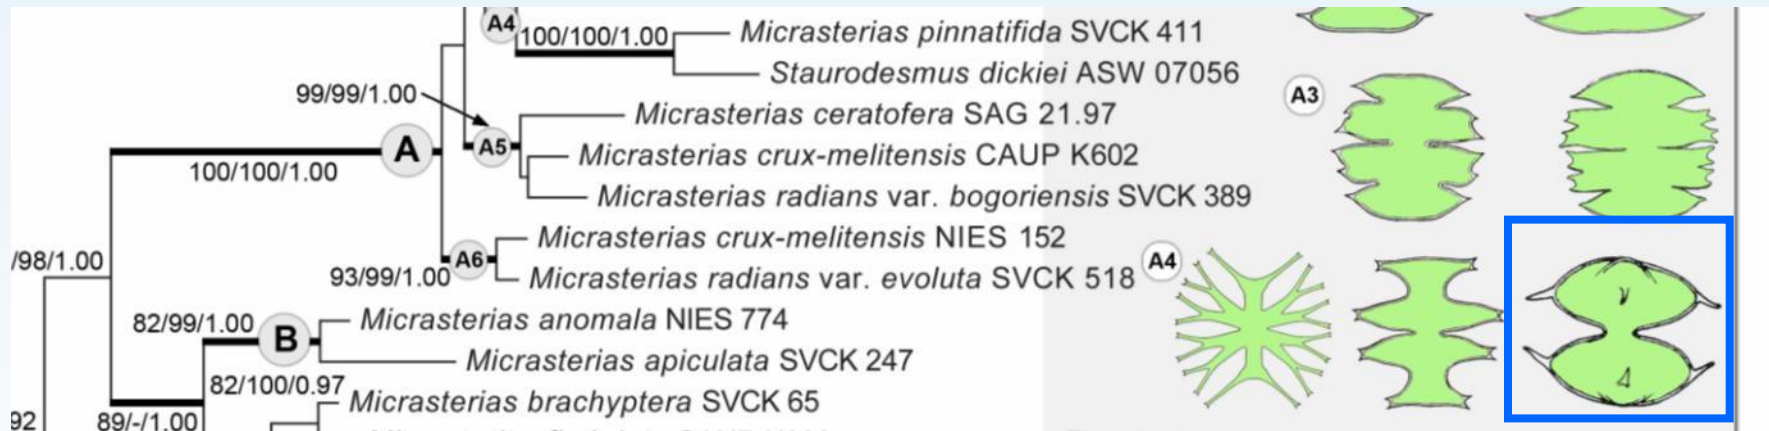 A4
100/100/1.00
Micrasterias pinnatifida SVCK 411
Staurodesmus dickiei ASW 07056
99/99/1.00
A3
Micrasterias ceratofera SAG 21.97
A
A5
Micrasterias crux-melitensis CAUP K602
100/100/1.00
Micrasterias radians var. bogoriensis SVCK 389
Micrasterias crux-melitensis NIES 152
/98/1.00
A6
A4
93/99/1.00
Micrasterias radians var. evoluta SVCK 518
82/99/1.00
Micrasterias anomala NIES 774
B
Micrasterias apiculata SVCK 247
82/100/0.97
Micrasterias brachyptera SVCK 65
92
89/-/1.00